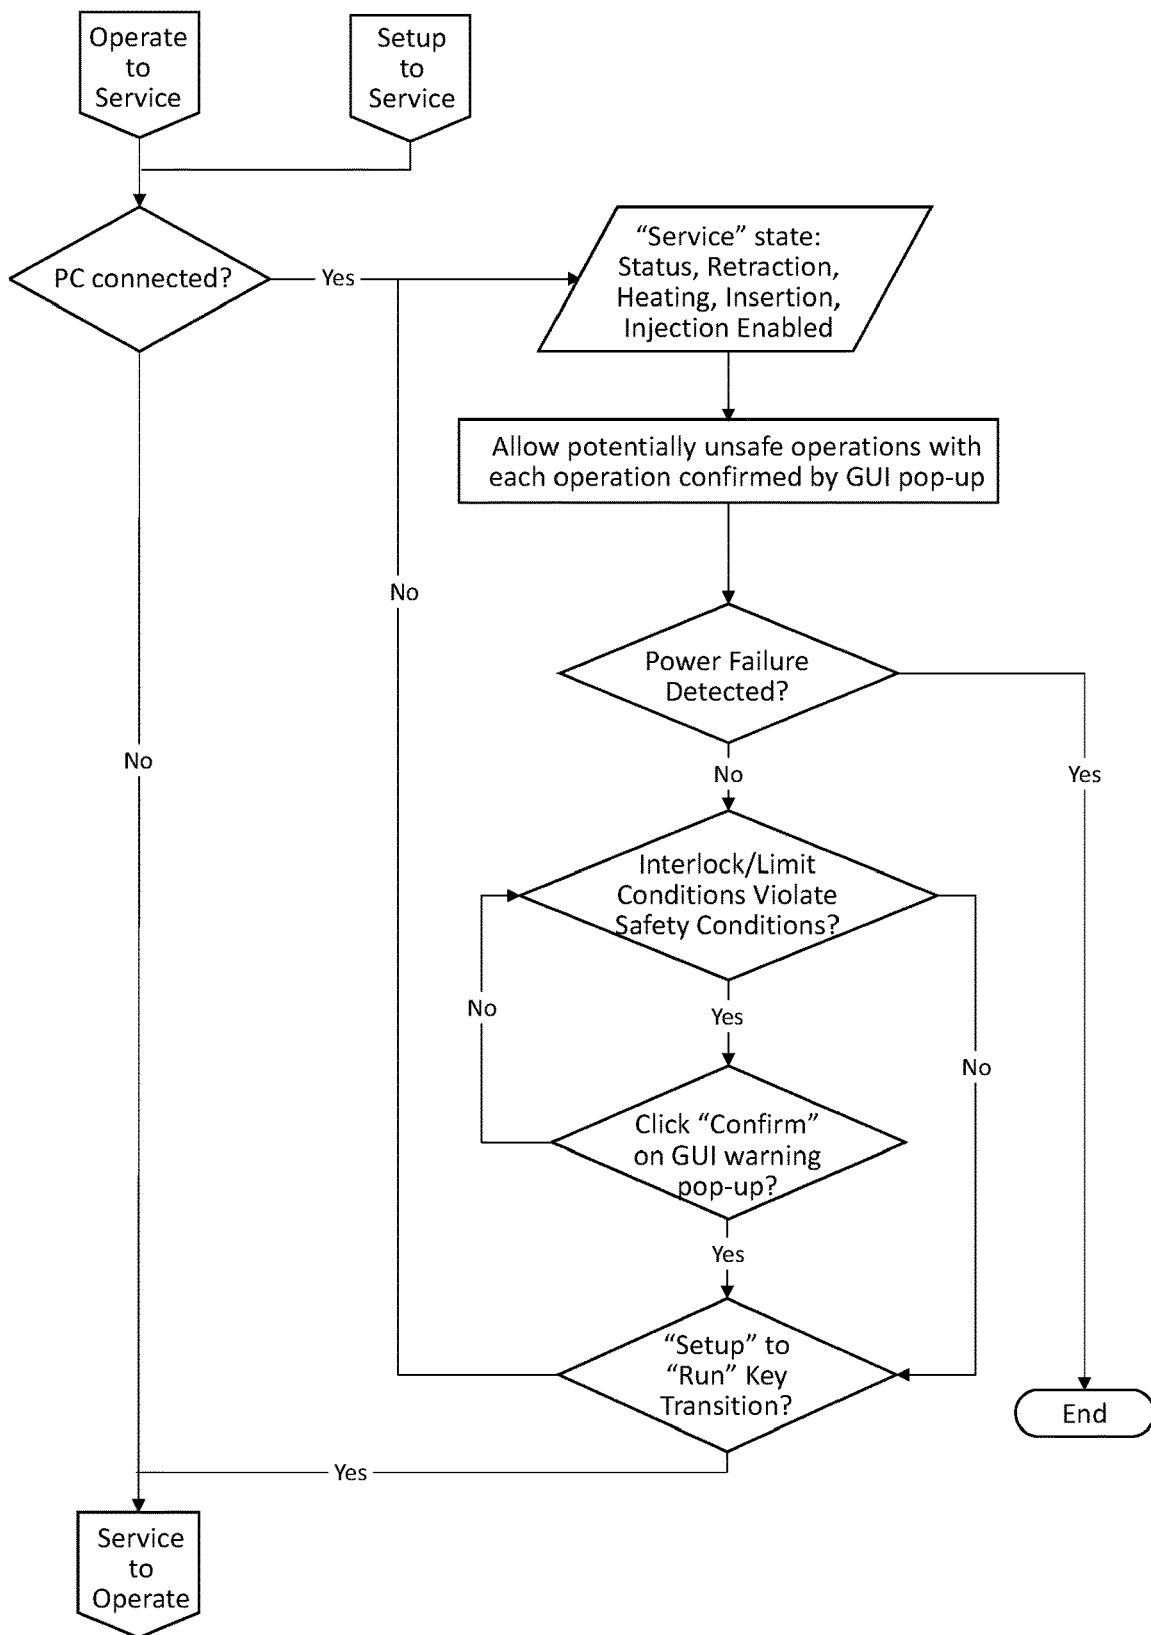 Operate
to
Service
Setup
to
Service
PC connected?
Yes
“Service” state:
Status, Retraction,
Heating, Insertion,
Injection Enabled
Allow potentially unsafe operations with
each operation confirmed by GUI pop-up
No
Power Failure
Detected?
No
No
Yes
Interlock/Limit
Conditions Violate
Safety Conditions?
No
Yes
No
Click “Confirm”
on GUI warning
pop-up?
Yes
“Setup” to
“Run” Key
Transition?
End
Yes
Service
to
Operate